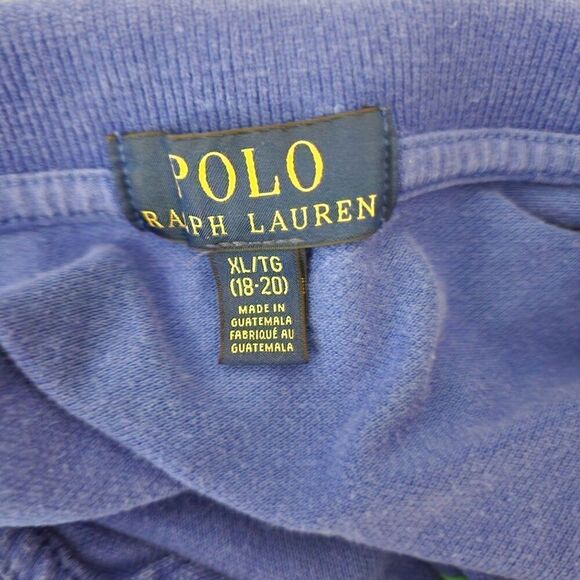 POLO
RALPH LAUREN
XL/TG
(18-20)
MADE IN
GUATEMALA
FABRIQUÉ AU
GUATEMALA